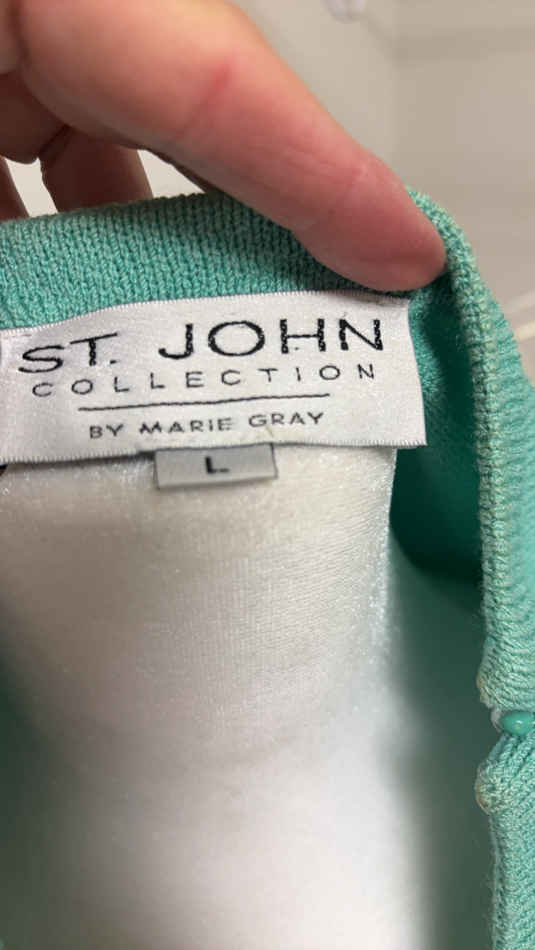 ST. JOHN
COLLECTION
BY MARIE GRAY
L